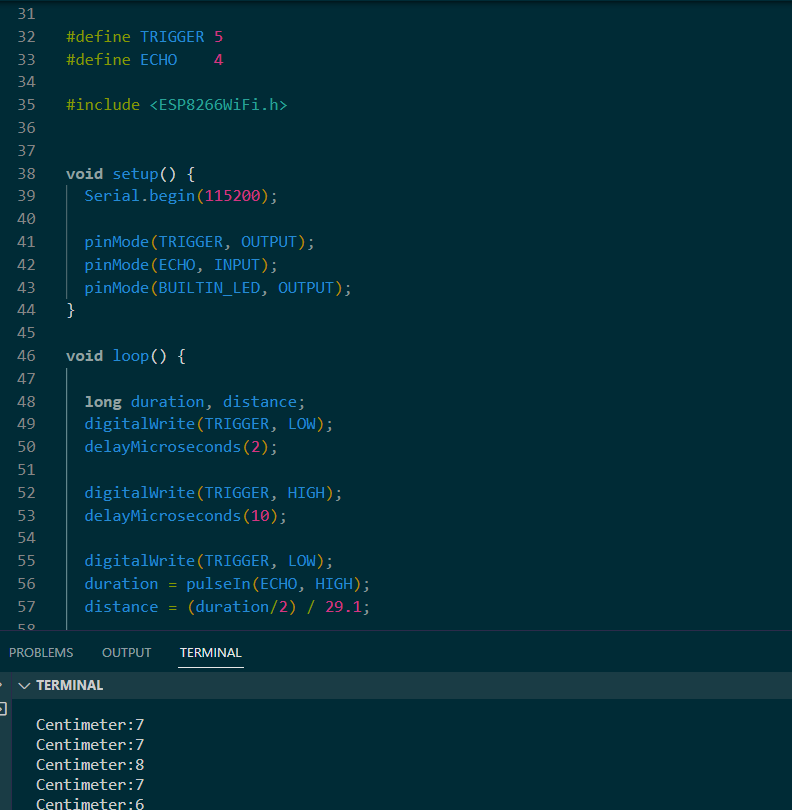 31
32 #define TRIGGER 5
33 #define ECHO    4
34
35 #include <ESP8266WiFi.h>
36
37
38 void setup() {
39   Serial.begin(115200);
40
41   pinMode(TRIGGER, OUTPUT);
42   pinMode(ECHO, INPUT);
43   pinMode(BUILTIN_LED, OUTPUT);
44 }
45
46 void loop() {
47
48   long duration, distance;
49   digitalWrite(TRIGGER, LOW);
50   delayMicroseconds(2);
51
52   digitalWrite(TRIGGER, HIGH);
53   delayMicroseconds(10);
54
55   digitalWrite(TRIGGER, LOW);
56   duration = pulseIn(ECHO, HIGH);
57   distance = (duration/2) / 29.1;
58
PROBLEMS OUTPUT TERMINAL
TERMINAL
Centimeter:7
Centimeter:7
Centimeter:8
Centimeter:7
Centimeter:6